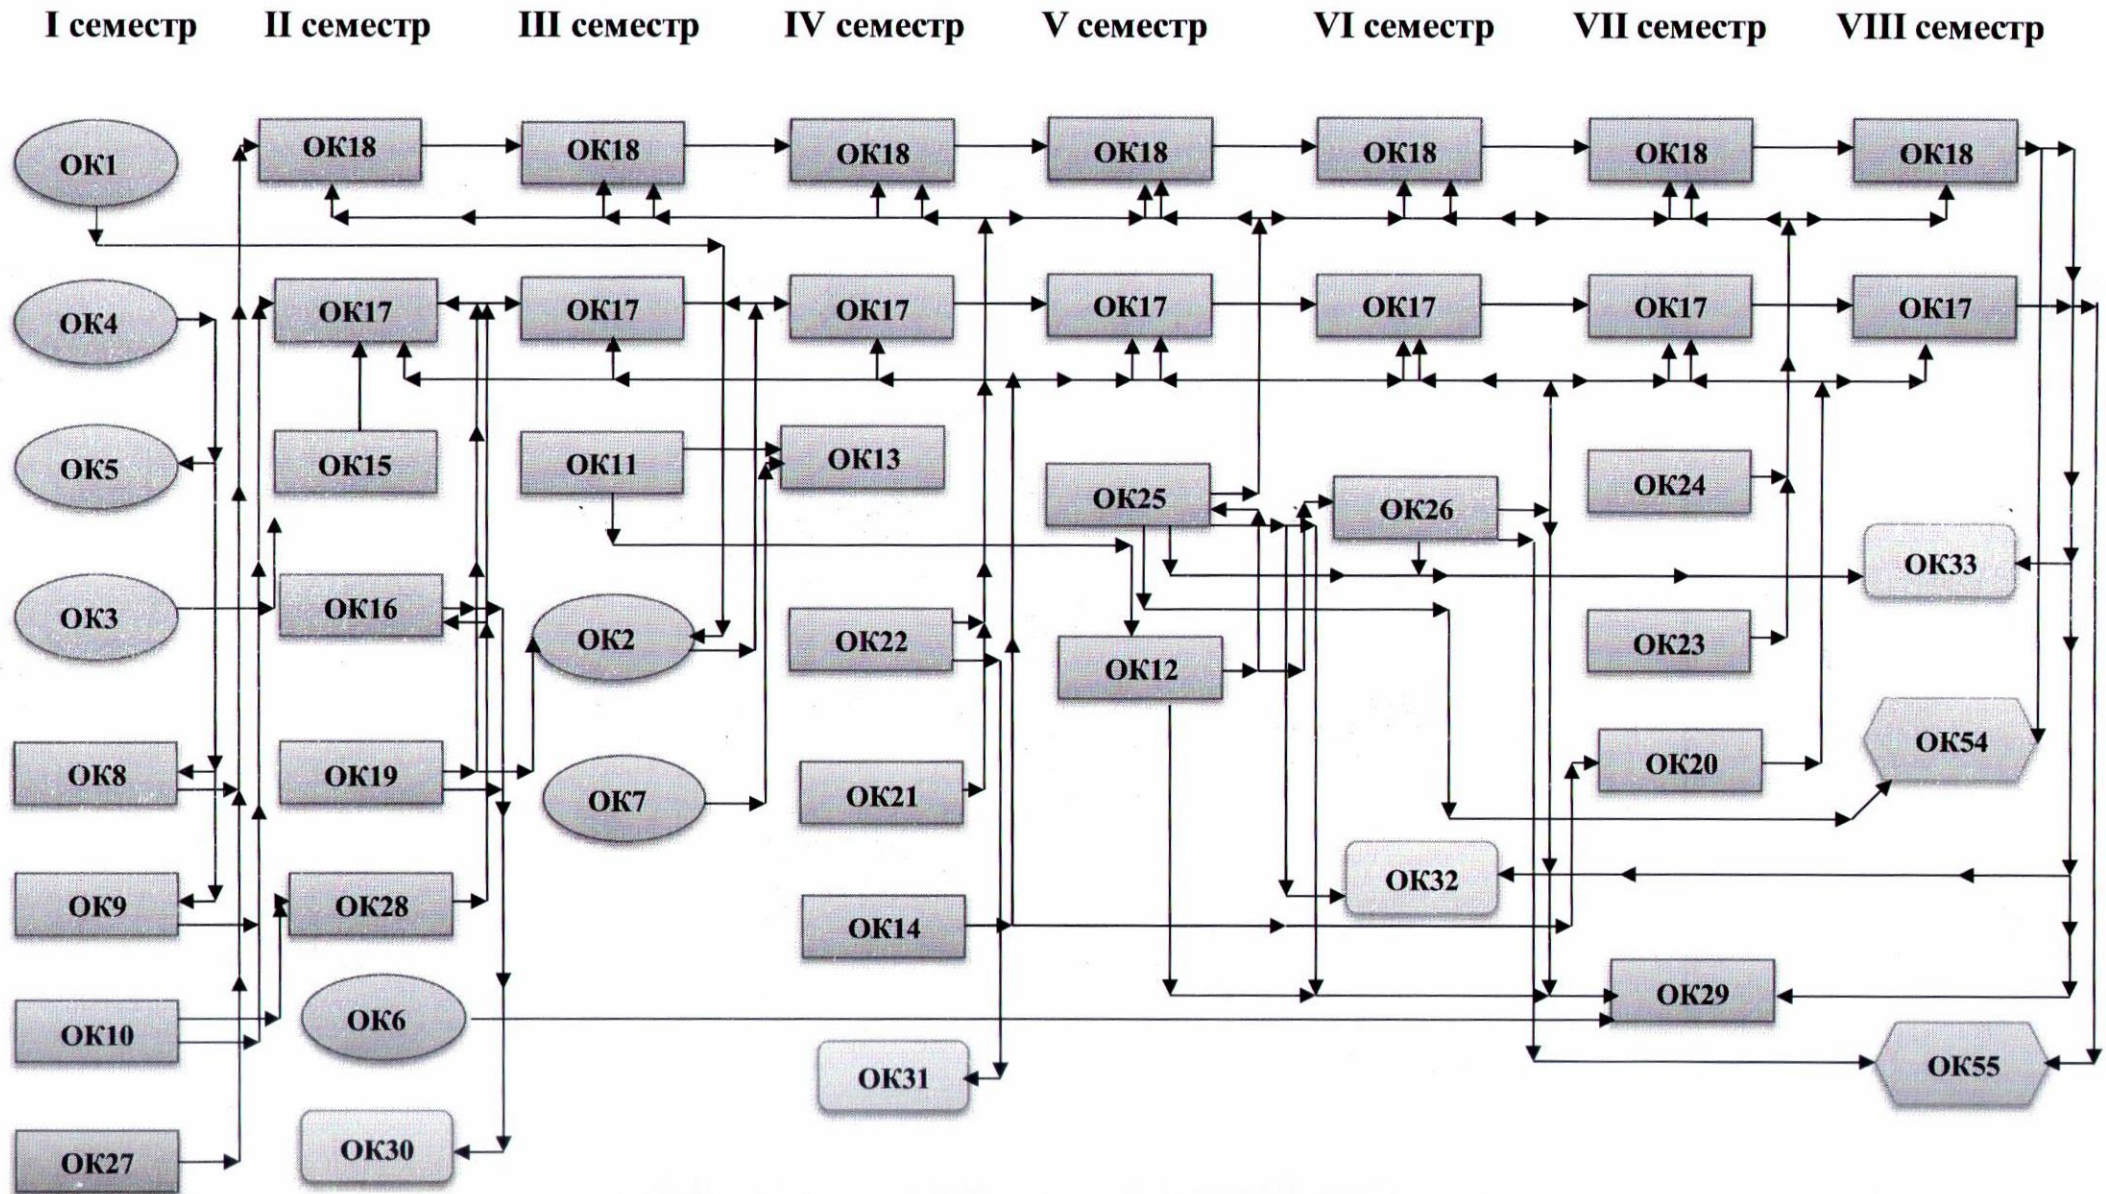 I семестр II семестр III семестр IV семестр V семестр VI семестр VII семестр VIII семестр
ОК1 ОК18 ОК18 ОК18 ОК18 ОК18 ОК18 ОК18
ОК4 ОК17 ОК17 ОК17 ОК17 ОК17 ОК17 ОК17
ОК5 ОК15 ОК11 ОК13 ОК25 ОК26 ОК24
ОК33
ОК3 ОК16 ОК2 ОК22 ОК12 ОК23
ОК54
ОК8 ОК19 ОК7 ОК21 ОК20
ОК9 ОК28 ОК14 ОК32
ОК29
ОК10 ОК6 ОК31 ОК55
ОК27 ОК30